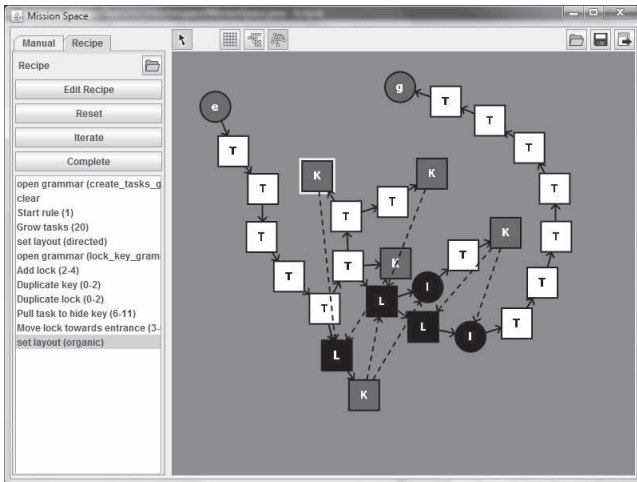 Mission Space
Manual
Recipe
Recipe
Edit Recipe
Reset
Iterate
Complete
open grammar (create_tasks_g
clear
Start rule (1)
Grow tasks (20)
set layout (directed)
open grammar (lock_key_gram
Add lock (2-4)
Duplicate key (0-2)
Duplicate lock (0-2)
Pull task to hide key (6-11)
Move lock towards entrance (3-
set layout (organic)
e
g
T
T
T
T
T
T
T
K
K
T
T
T
T
K
K
T
T
L
I
T
T
L
I
T
L
K